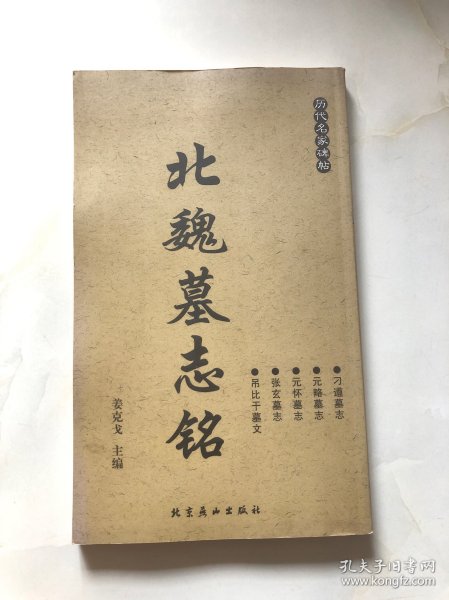 历代名家碑帖
北魏墓志铭
刁遵墓志
元略墓志
元怀墓志
张玄墓志
吊比干墓文
姜克戈 主编
北京燕山出版社
孔夫子旧书网
www.kongfz.com